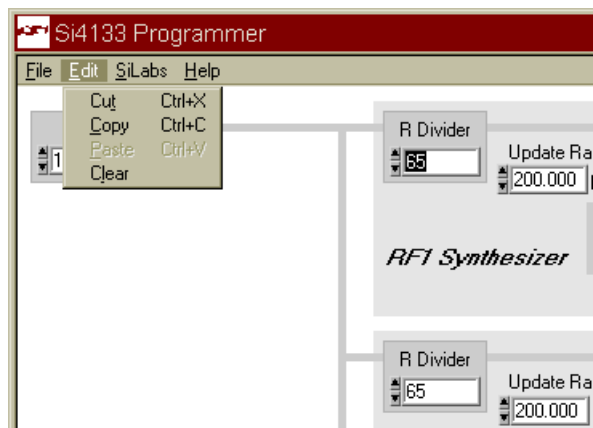 Si4133 Programmer
File Edit SiLabs Help
Cut Ctrl+X
Copy Ctrl+C
Paste Ctrl+V
Clear
1
R Divider
65
Update Ra
200.000
RF1 Synthesizer
R Divider
65
Update Ra
200.000